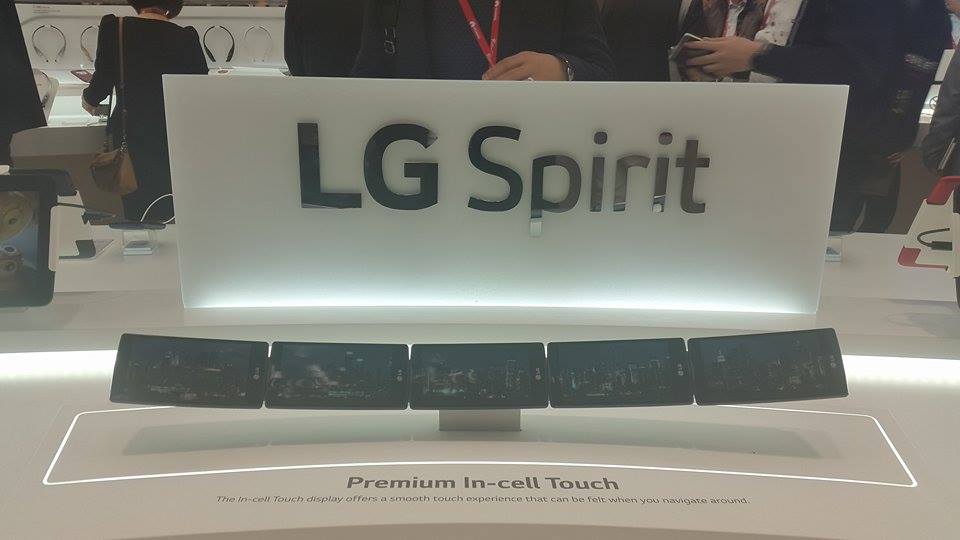 LG Spirit
Premium In-cell Touch
The In-cell Touch display offers a smooth touch experience that can be felt when you navigate around.